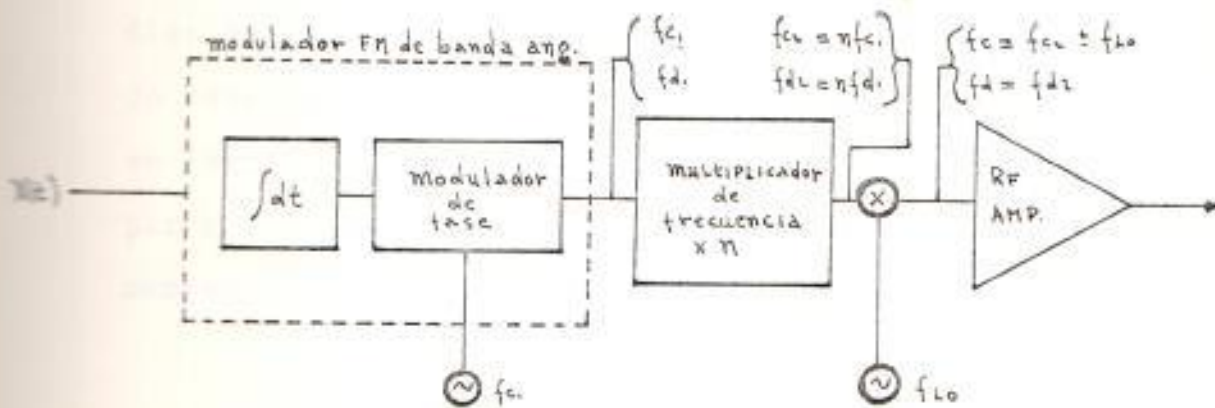 modulador FM de banda ang.
fc₁ fc₂ = nfc₁
fd₁ fd₂ = nfd₁
fc = fc₂ ± fLO
fd = fd₂
∫dt
modulador
de
fase
multiplicador
de
frecuencia
x n
X
RF
AMP.
fc₁
fLO